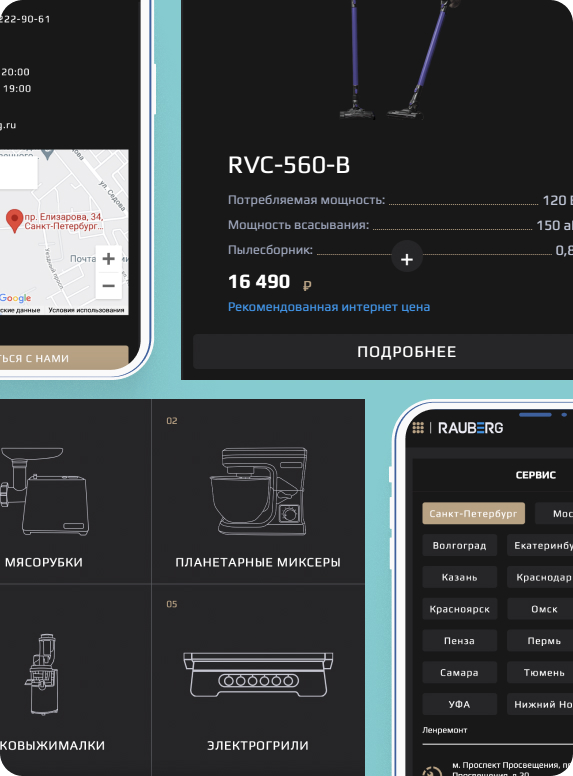 222-90-61
20:00
19:00
g.ru
ул. Седова
пр. Елизарова, 34,
Санкт-Петербург...
Уездный просп.
Почта
Google
ские данные Условия использования
ТЬСЯ С НАМИ
RVC-560-B
Потребляемая мощность: 120 В
Мощность всасывания: 150 аВ
Пылесборник: 0,8
+
16 490 ₽
Рекомендованная интернет цена
ПОДРОБНЕЕ
02
МЯСОРУБКИ
ПЛАНЕТАРНЫЕ МИКСЕРЫ
05
КОВЫЖИМАЛКИ
ЭЛЕКТРОГРИЛИ
RAUBERG
СЕРВИС
Санкт-Петербург Мос
Волгоград Екатеринбу
Казань Краснодар
Красноярск Омск
Пенза Пермь
Самара Тюмень
УФА Нижний Но
Ленремонт
м. Проспект Просвещения, пр